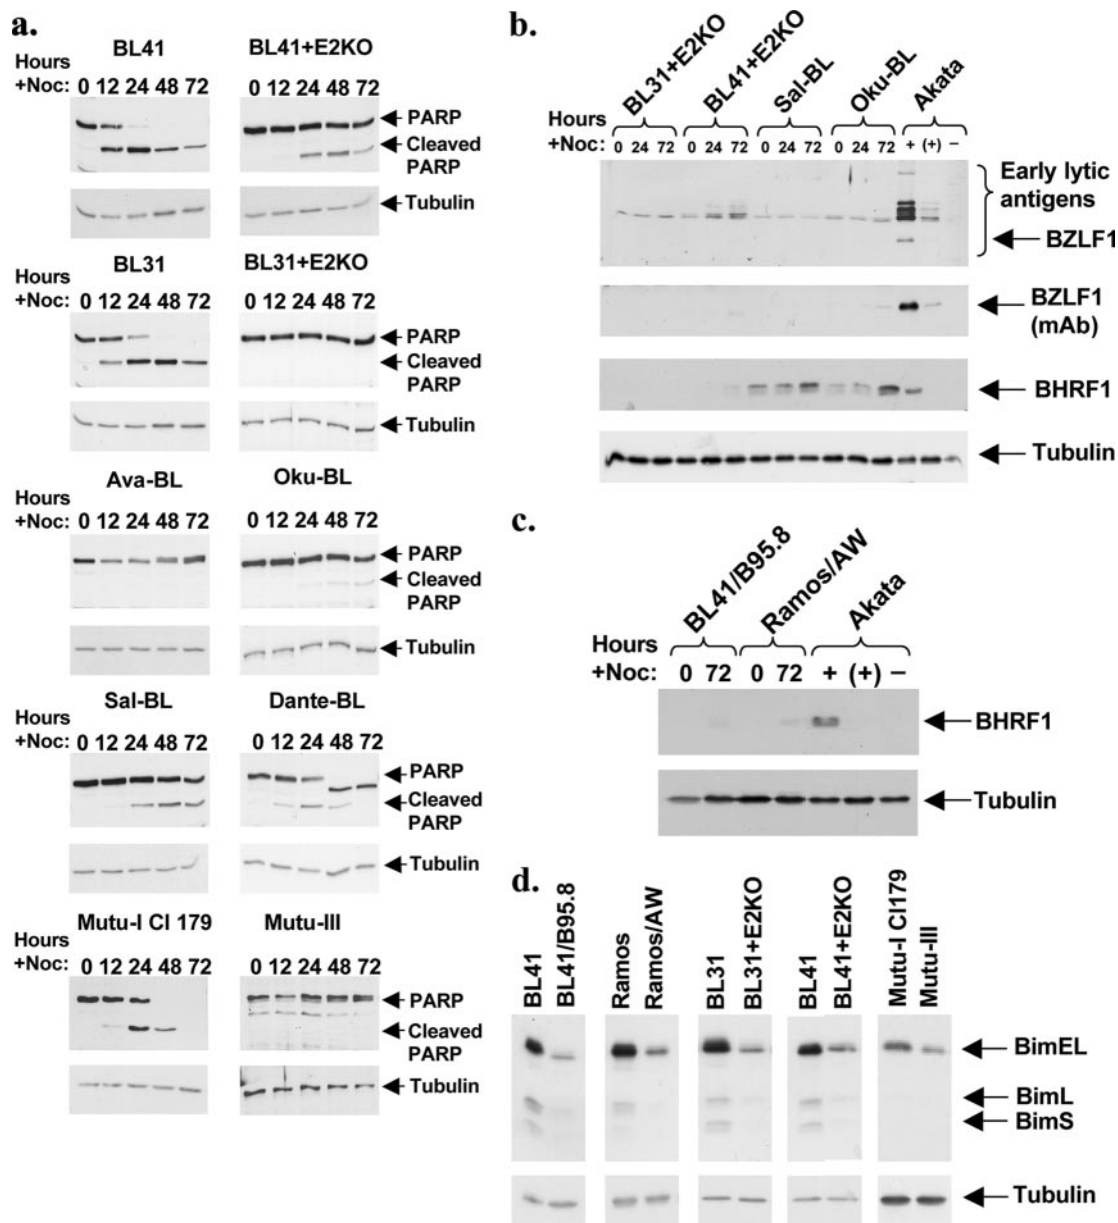 a.
BL41
BL41+E2KO
Hours
+Noc: 0 12 24 48 72
0 12 24 48 72
PARP
Cleaved
PARP
Tubulin
BL31
BL31+E2KO
Hours
+Noc: 0 12 24 48 72
0 12 24 48 72
PARP
Cleaved
PARP
Tubulin
Ava-BL
Oku-BL
Hours
+Noc: 0 12 24 48 72
0 12 24 48 72
PARP
Cleaved
PARP
Tubulin
Sal-BL
Dante-BL
Hours
+Noc: 0 12 24 48 72
0 12 24 48 72
PARP
Cleaved
PARP
Tubulin
Mutu-I Cl 179
Mutu-III
Hours
+Noc: 0 12 24 48 72
0 12 24 48 72
PARP
Cleaved
PARP
Tubulin
b.
BL31+E2KO
BL41+E2KO
Sal-BL
Oku-BL
Akata
Hours
+Noc: 0 24 72 0 24 72 0 24 72 0 24 72 + (+) –
Early lytic
antigens
BZLF1
BZLF1
(mAb)
BHRF1
Tubulin
c.
BL41/B95.8
Ramos/AW
Akata
Hours
+Noc: 0 72 0 72 + (+) –
BHRF1
Tubulin
d.
BL41
BL41/B95.8
Ramos
Ramos/AW
BL31
BL31+E2KO
BL41
BL41+E2KO
Mutu-I Cl179
Mutu-III
BimEL
BimL
BimS
Tubulin